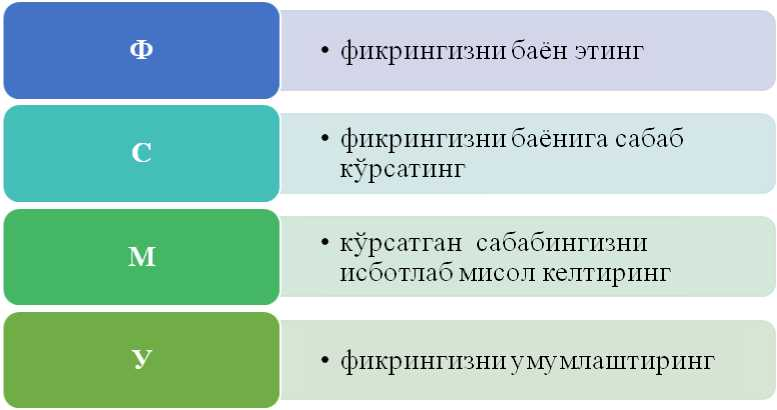 Ф
• фикрингизни баён этинг
С
• фикрингизни баёнига сабаб
кўрсатинг
М
• кўрсатган сабабингизни
исботлаб мисол келтиринг
У
• фикрингизни умумлаштиринг